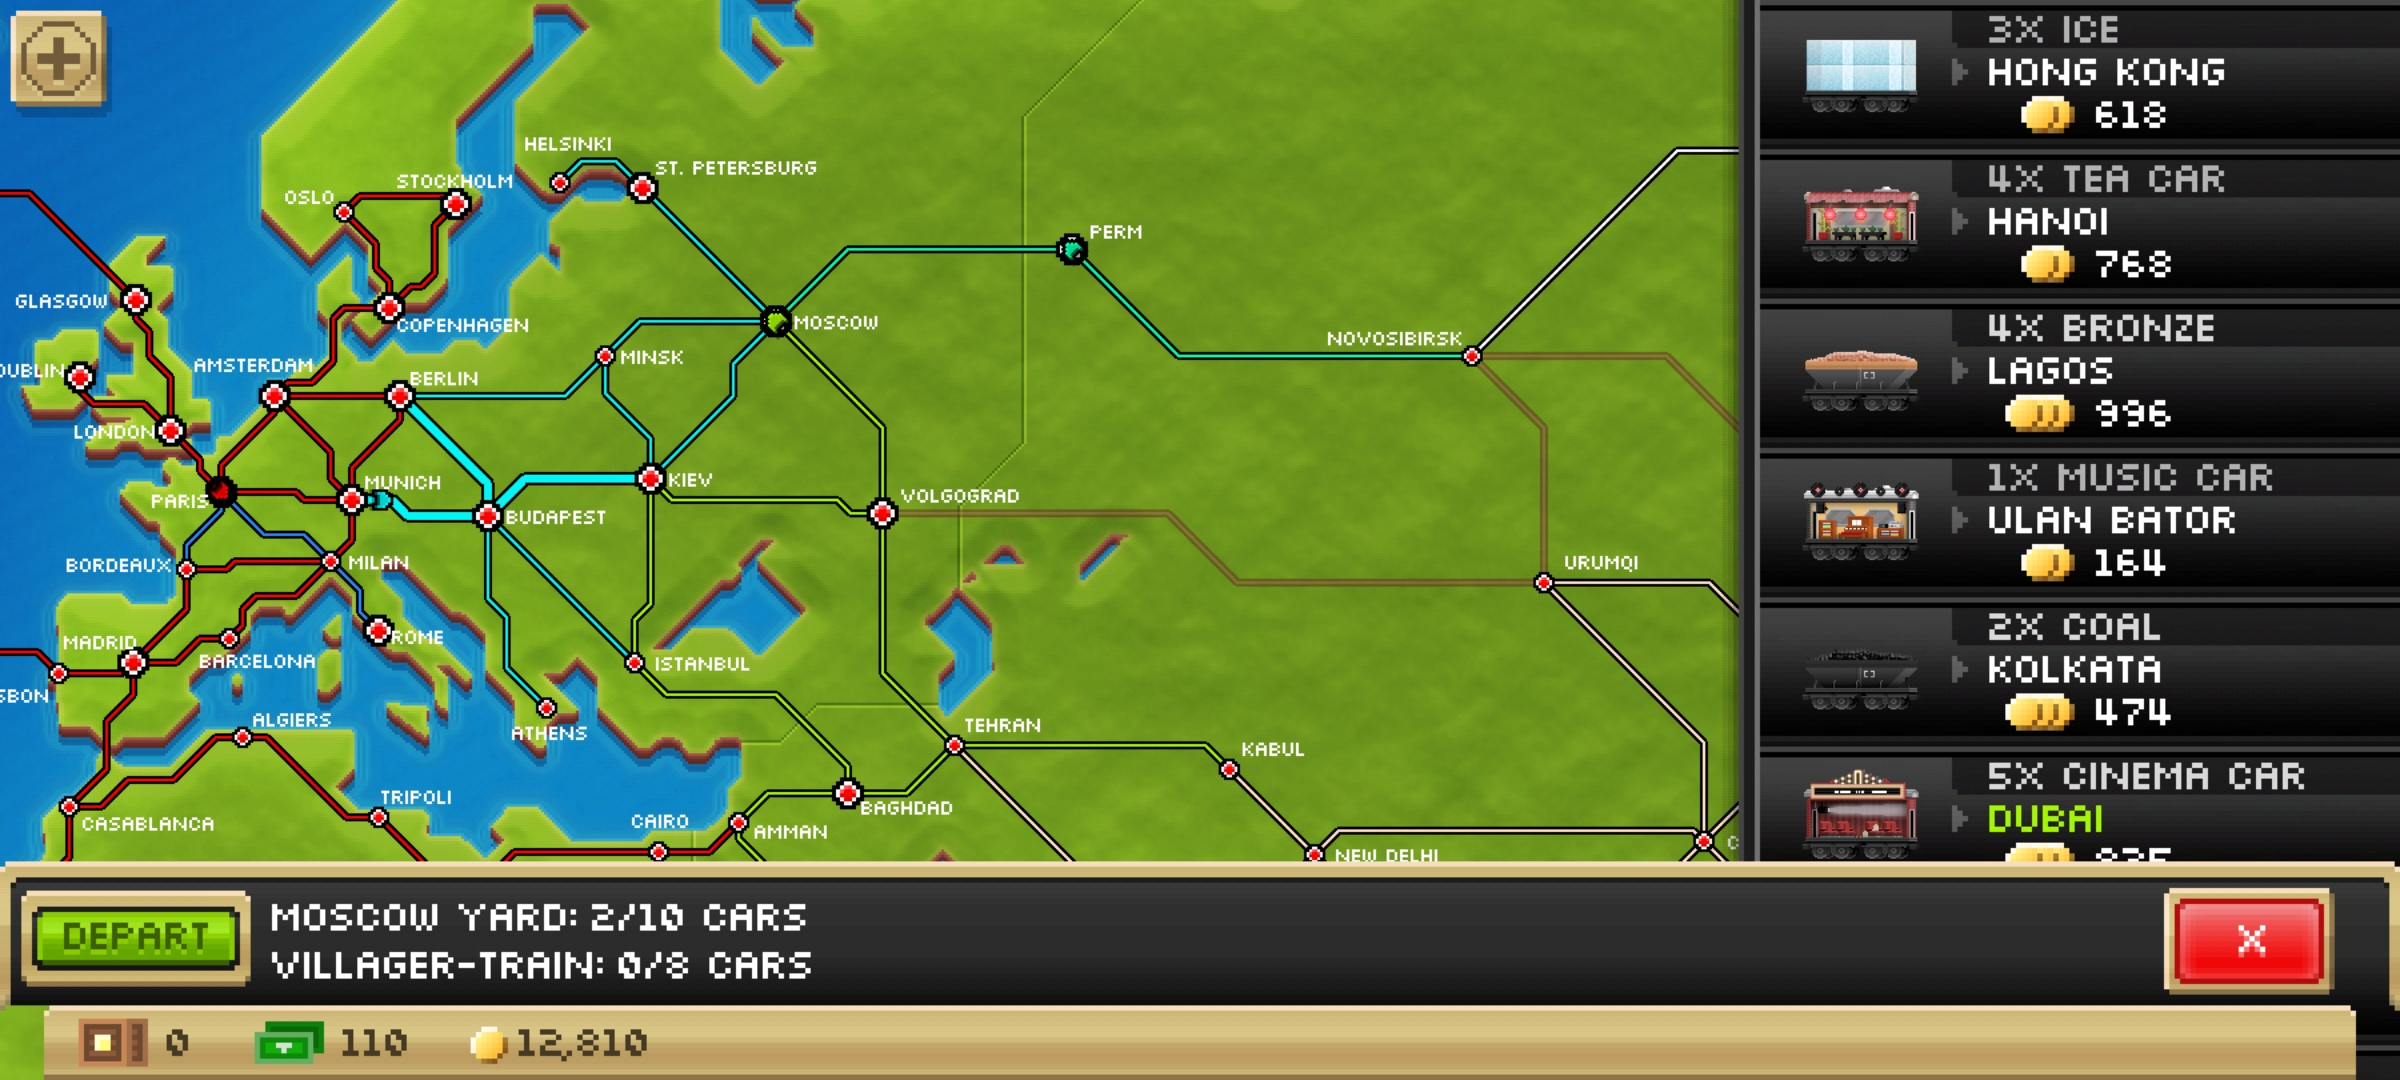 HELSINKI
ST. PETERSBURG
STOCKHOLM
OSLO
PERM
GLASGOW
COPENHAGEN
MOSCOW
NOVOSIBIRSK
MINSK
AMSTERDAM
UBLIN
BERLIN
LONDON
MUNICH
KIEV
PARIS
VOLGOGRAD
BUDAPEST
BORDEAUX
MILAN
URUMQI
MADRID
ROME
BARCELONA
ISTANBUL
SBON
ALGIERS
ATHENS
TEHRAN
KABUL
TRIPOLI
BAGHDAD
CASABLANCA
CAIRO
AMMAN
NEW DELHI
C
3X ICE
HONG KONG
618
4X TEA CAR
HANOI
768
4X BRONZE
LAGOS
996
1X MUSIC CAR
ULAN BATOR
164
2X COAL
KOLKATA
474
5X CINEMA CAR
DUBAI
DEPART
MOSCOW YARD: 2/10 CARS
VILLAGER-TRAIN: 0/8 CARS
X
0
110
12,810